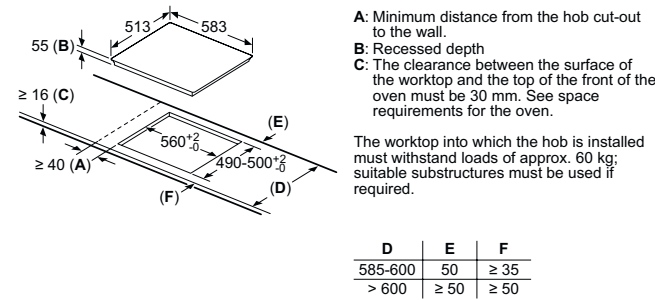 513
583
55 (B)
≥ 16 (C)
(E)
560+2-0
490-500+2-0
≥ 40 (A)
(D)
(F)
A: Minimum distance from the hob cut-out
to the wall.
B: Recessed depth
C: The clearance between the surface of
the worktop and the top of the front of the
oven must be 30 mm. See space
requirements for the oven.
The worktop into which the hob is installed
must withstand loads of approx. 60 kg;
suitable substructures must be used if
required.
D E F
585-600 50 ≥ 35
> 600 ≥ 50 ≥ 50